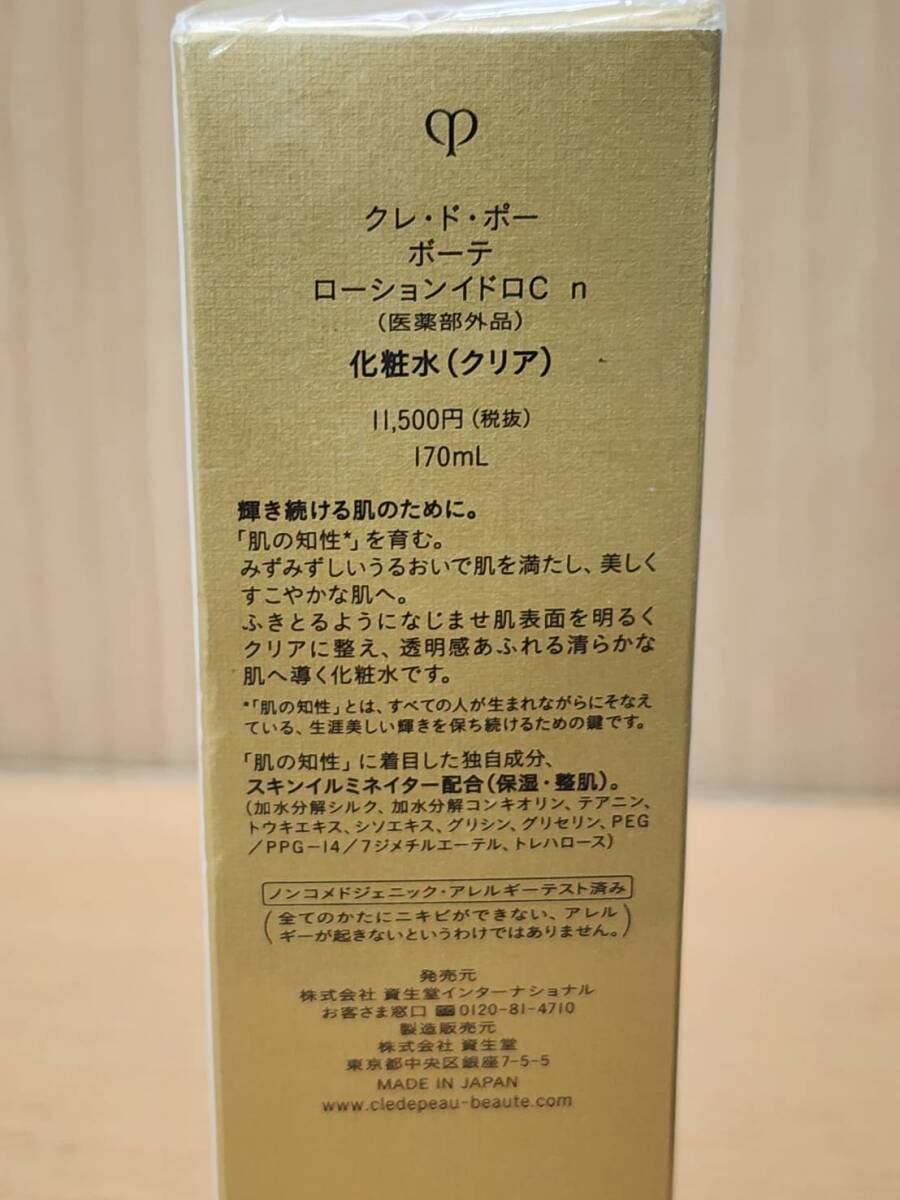 クレ・ド・ポー
ボーテ
ローションイドロC n
（医薬部外品）
化粧水（クリア）
11,500円（税抜）
170mL
輝き続ける肌のために。
「肌の知性*」を育む。
みずみずしいうるおいで肌を満たし、美しく
すこやかな肌へ。
ふきとるようになじませ肌表面を明るく
クリアに整え、透明感あふれる清らかな
肌へ導く化粧水です。
*「肌の知性」とは、すべての人が生まれながらにそなえ
ている、生涯美しい輝きを保ち続けるための鍵です。
「肌の知性」に着目した独自成分、
スキンイルミネイター配合（保湿・整肌）。
（加水分解シルク、加水分解コンキオリン、テアニン、
トウキエキス、シソエキス、グリシン、グリセリン、PEG
／PPG－14／7ジメチルエーテル、トレハロース）
ノンコメドジェニック・アレルギーテスト済み
（全てのかたにニキビができない、アレル
ギーが起きないというわけではありません。）
発売元
株式会社 資生堂インターナショナル
お客さま窓口 0120-81-4710
製造販売元
株式会社 資生堂
東京都中央区銀座7-5-5
MADE IN JAPAN
www.cledepeau-beaute.com